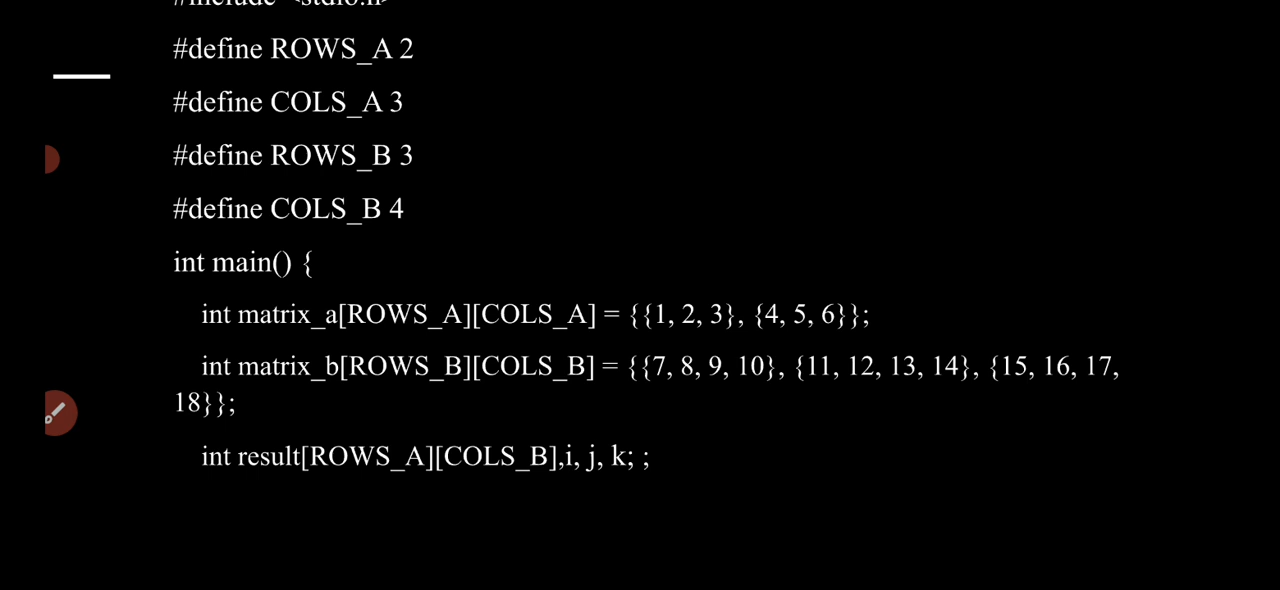 #include <stdio.h>
#define ROWS_A 2
#define COLS_A 3
#define ROWS_B 3
#define COLS_B 4
int main() {
int matrix_a[ROWS_A][COLS_A] = {{1, 2, 3}, {4, 5, 6}};
int matrix_b[ROWS_B][COLS_B] = {{7, 8, 9, 10}, {11, 12, 13, 14}, {15, 16, 17,
18}};
int result[ROWS_A][COLS_B],i, j, k; ;